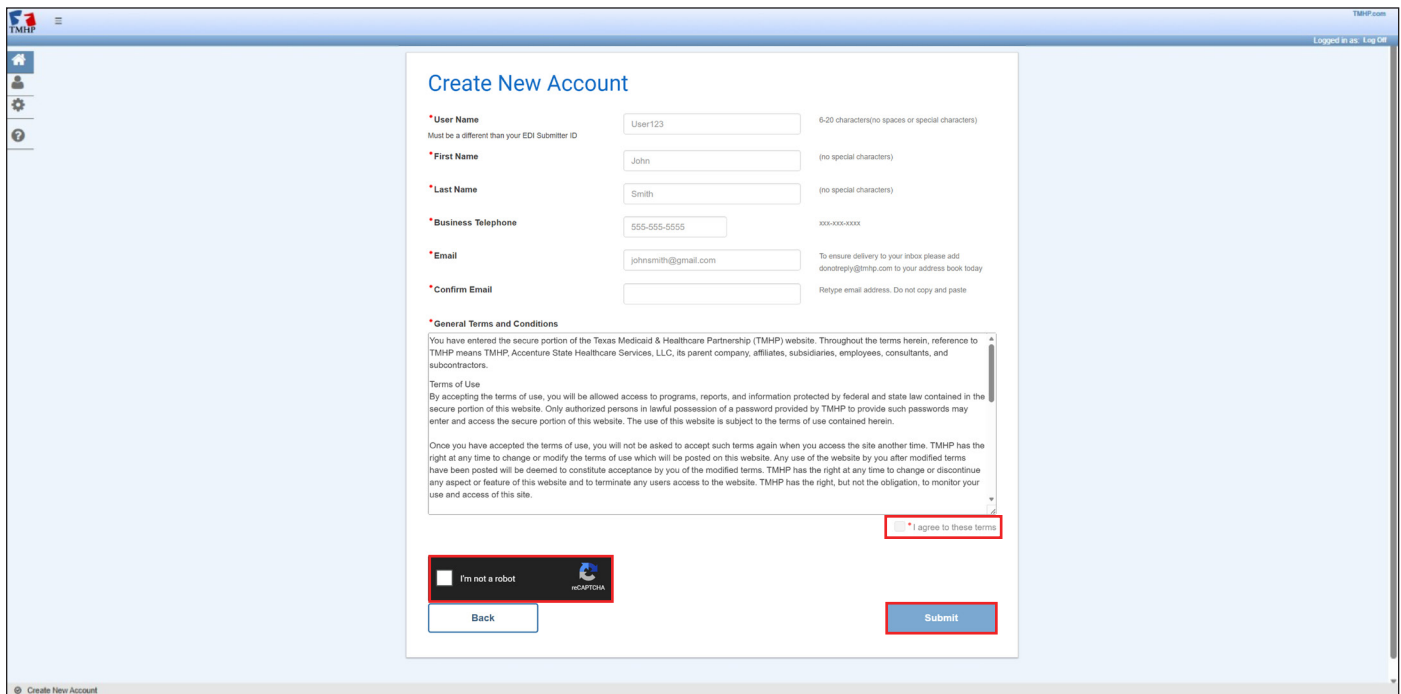 TMHP
TMHP.com
Logged in as: Log Off
Create New Account
*User Name
User123
6-20 characters(no spaces or special characters)
Must be a different than your EDI Submitter ID
*First Name
John
(no special characters)
*Last Name
Smith
(no special characters)
*Business Telephone
555-555-5555
xxx-xxx-xxxx
*Email
johnsmith@gmail.com
To ensure delivery to your inbox please add
donotreply@tmhp.com to your address book today
*Confirm Email
Retype email address. Do not copy and paste
*General Terms and Conditions
You have entered the secure portion of the Texas Medicaid & Healthcare Partnership (TMHP) website. Throughout the terms herein, reference to
TMHP means TMHP, Accenture State Healthcare Services, LLC, its parent company, affiliates, subsidiaries, employees, consultants, and
subcontractors.
Terms of Use
By accepting the terms of use, you will be allowed access to programs, reports, and information protected by federal and state law contained in the
secure portion of this website. Only authorized persons in lawful possession of a password provided by TMHP to provide such passwords may
enter and access the secure portion of this website. The use of this website is subject to the terms of use contained herein.
Once you have accepted the terms of use, you will not be asked to accept such terms again when you access the site another time. TMHP has the
right at any time to change or modify the terms of use which will be posted on this website. Any use of the website by you after modified terms
have been posted will be deemed to constitute acceptance by you of the modified terms. TMHP has the right at any time to change or discontinue
any aspect or feature of this website and to terminate any users access to the website. TMHP has the right, but not the obligation, to monitor your
use and access of this site.
*I agree to these terms
I'm not a robot
reCAPTCHA
Back
Submit
Create New Account